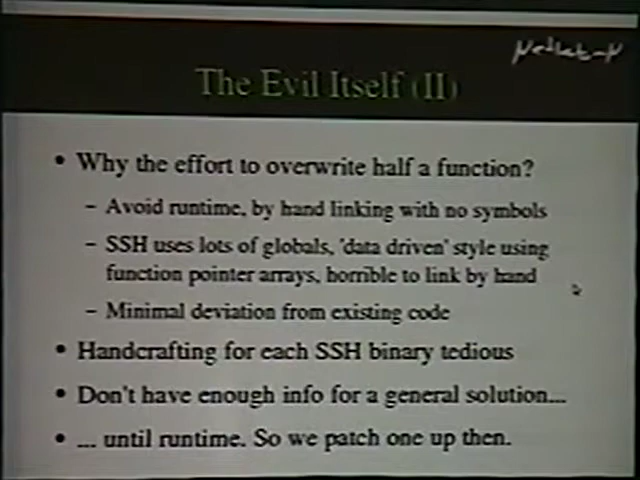 The Evil Itself (II)
• Why the effort to overwrite half a function?
– Avoid runtime, by hand linking with no symbols
– SSH uses lots of globals, 'data driven' style using
function pointer arrays, horrible to link by hand
– Minimal deviation from existing code
• Handcrafting for each SSH binary tedious
• Don't have enough info for a general solution...
• ... until runtime. So we patch one up then.